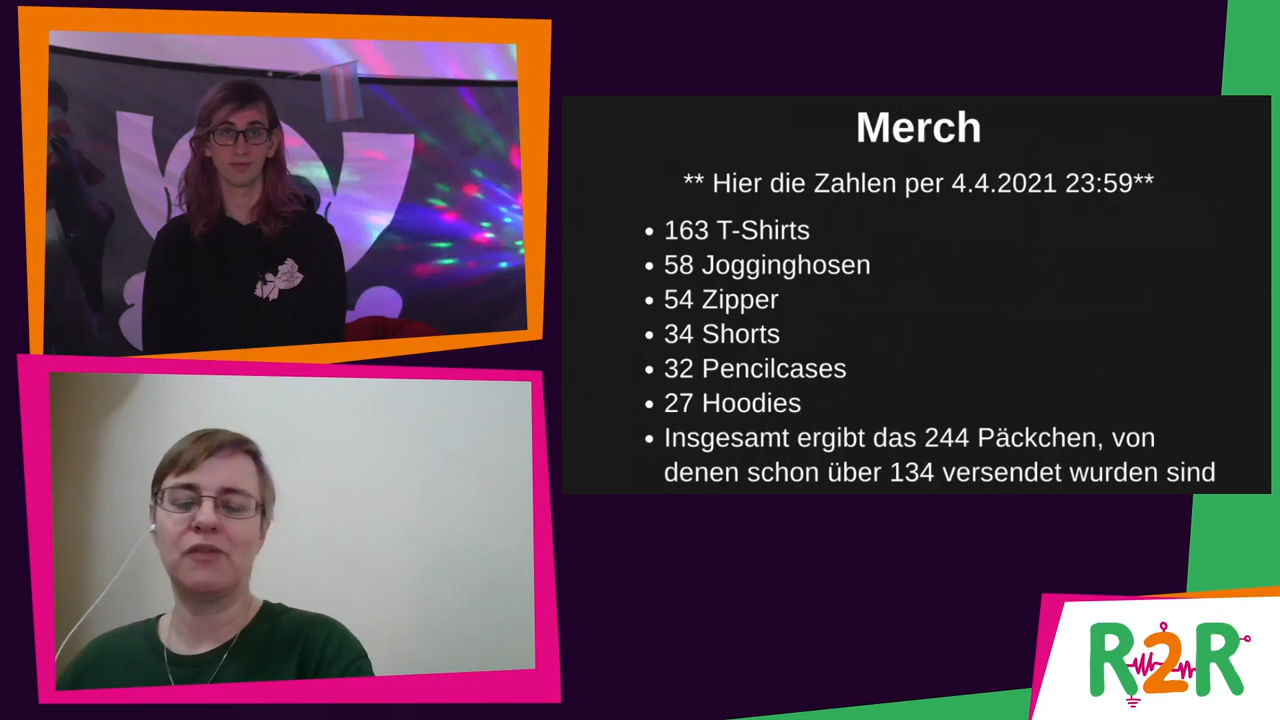 Merch
** Hier die Zahlen per 4.4.2021 23:59**
• 163 T-Shirts
• 58 Jogginghosen
• 54 Zipper
• 34 Shorts
• 32 Pencilcases
• 27 Hoodies
• Insgesamt ergibt das 244 Päckchen, von
denen schon über 134 versendet wurden sind
R2R